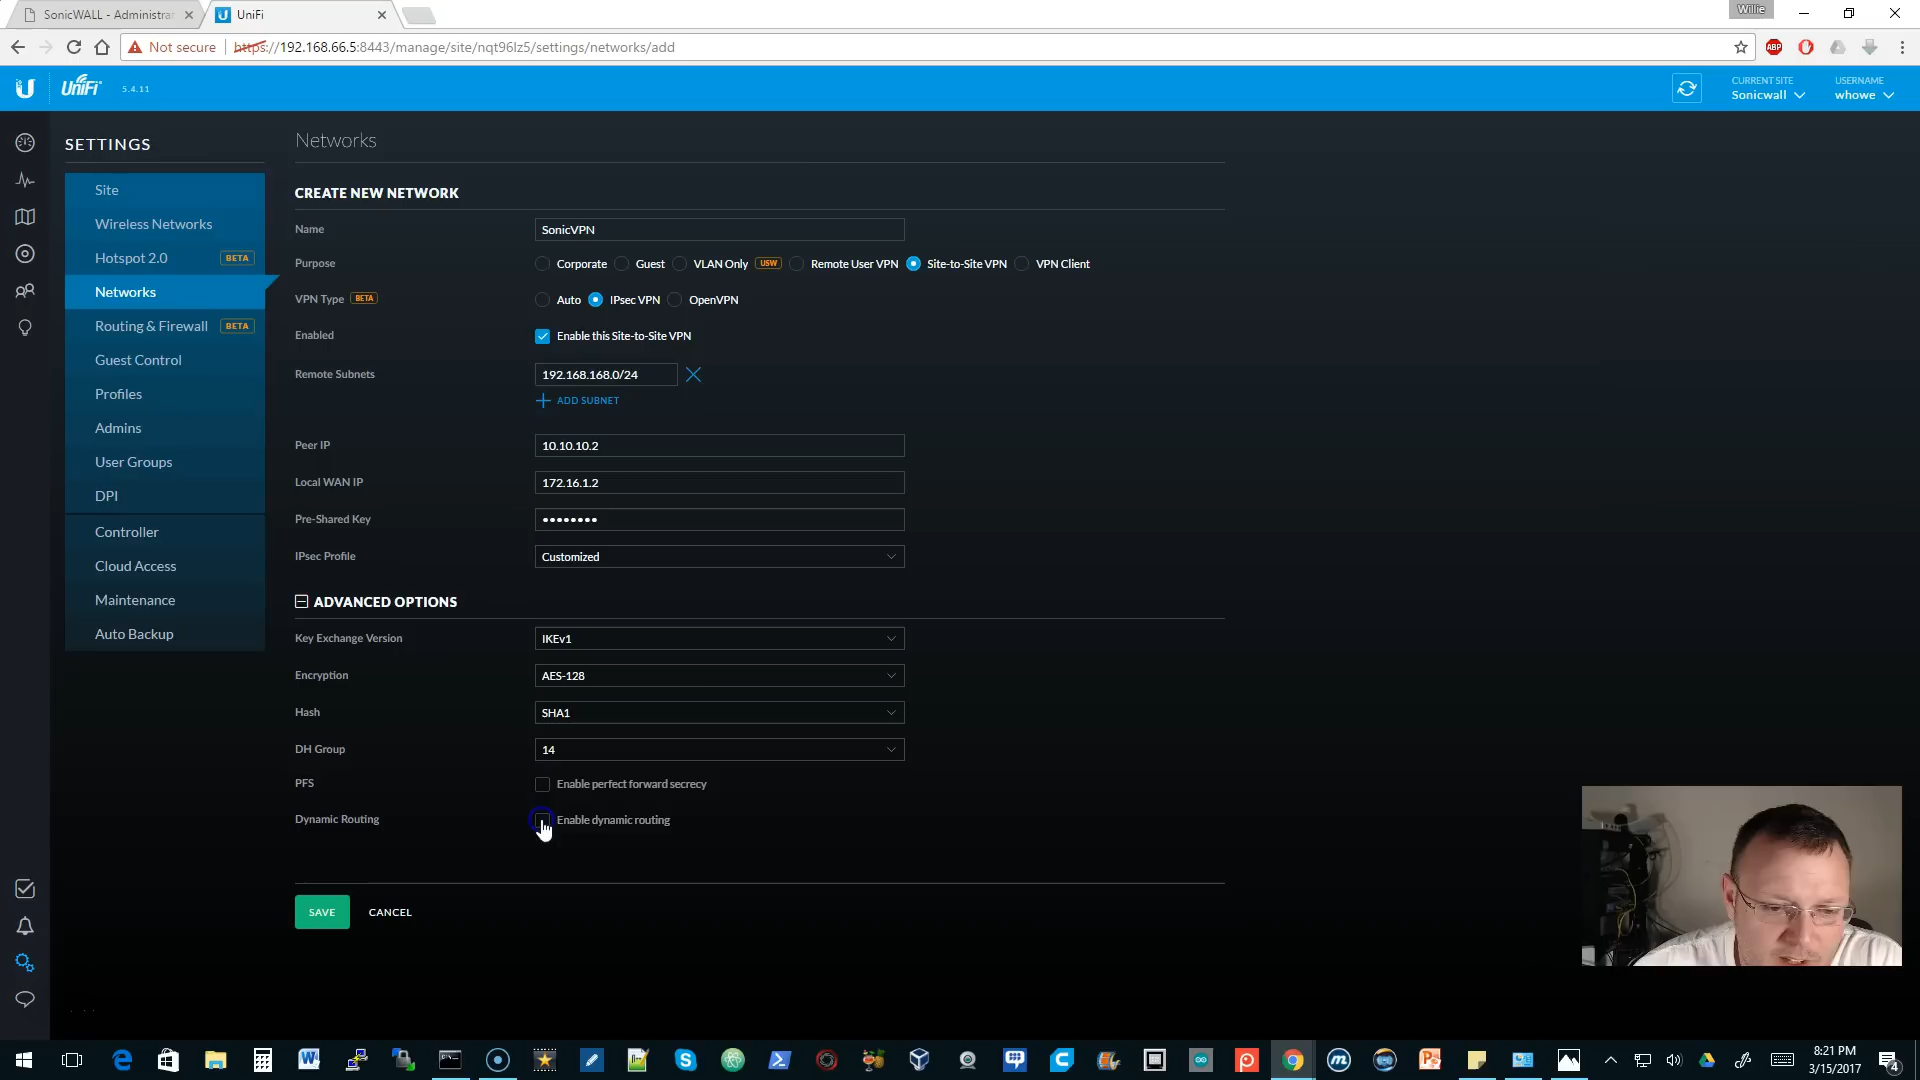 SonicWALL - Administra
UniFi
Willie
Not secure
https://192.168.66.5:8443/manage/site/nqt96lz5/settings/networks/add
UniFi 5.4.11
CURRENT SITE
Sonicwall
USERNAME
whowe
SETTINGS
Site
Wireless Networks
Hotspot 2.0 BETA
Networks
Routing & Firewall BETA
Guest Control
Profiles
Admins
User Groups
DPI
Controller
Cloud Access
Maintenance
Auto Backup
Networks
CREATE NEW NETWORK
Name SonicVPN
Purpose Corporate Guest VLAN Only USW Remote User VPN Site-to-Site VPN VPN Client
VPN Type BETA Auto IPsec VPN OpenVPN
Enabled Enable this Site-to-Site VPN
Remote Subnets 192.168.168.0/24
ADD SUBNET
Peer IP 10.10.10.2
Local WAN IP 172.16.1.2
Pre-Shared Key ••••••••
IPsec Profile Customized
ADVANCED OPTIONS
Key Exchange Version IKEv1
Encryption AES-128
Hash SHA1
DH Group 14
PFS Enable perfect forward secrecy
Dynamic Routing Enable dynamic routing
SAVE CANCEL
8:21 PM
3/15/2017
4